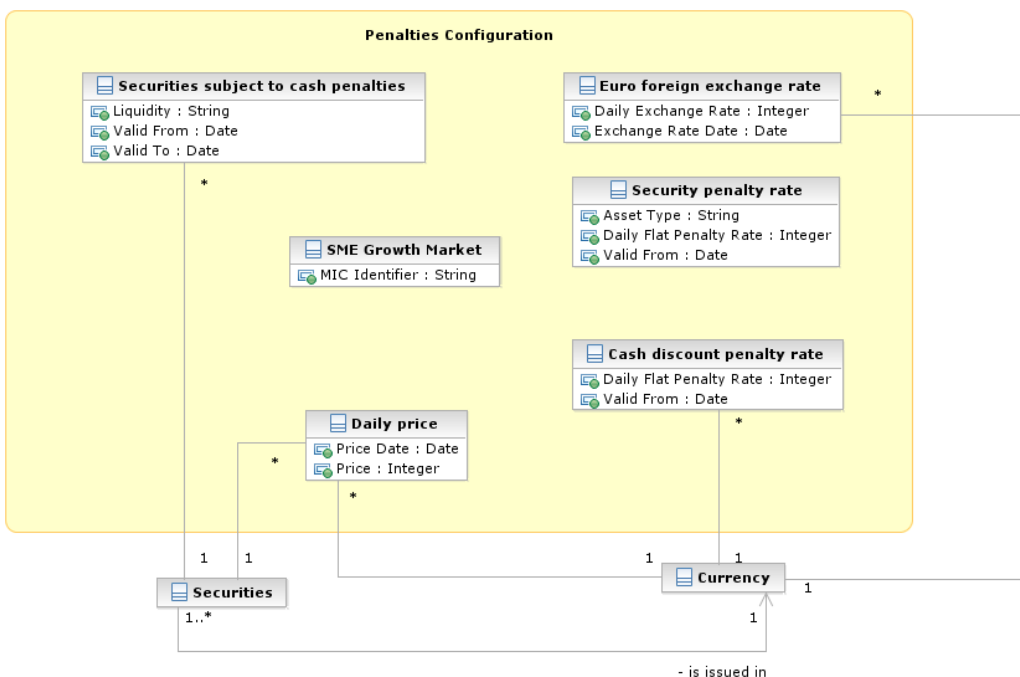 Penalties Configuration
Securities subject to cash penalties
Liquidity : String
Valid From : Date
Valid To : Date
*
Euro foreign exchange rate
Daily Exchange Rate : Integer
Exchange Rate Date : Date
*
Security penalty rate
Asset Type : String
Daily Flat Penalty Rate : Integer
Valid From : Date
SME Growth Market
MIC Identifier : String
Cash discount penalty rate
Daily Flat Penalty Rate : Integer
Valid From : Date
*
Daily price
Price Date : Date
Price : Integer
*
*
1
1
1
1
Securities
Currency
1
1..*
1
- is issued in